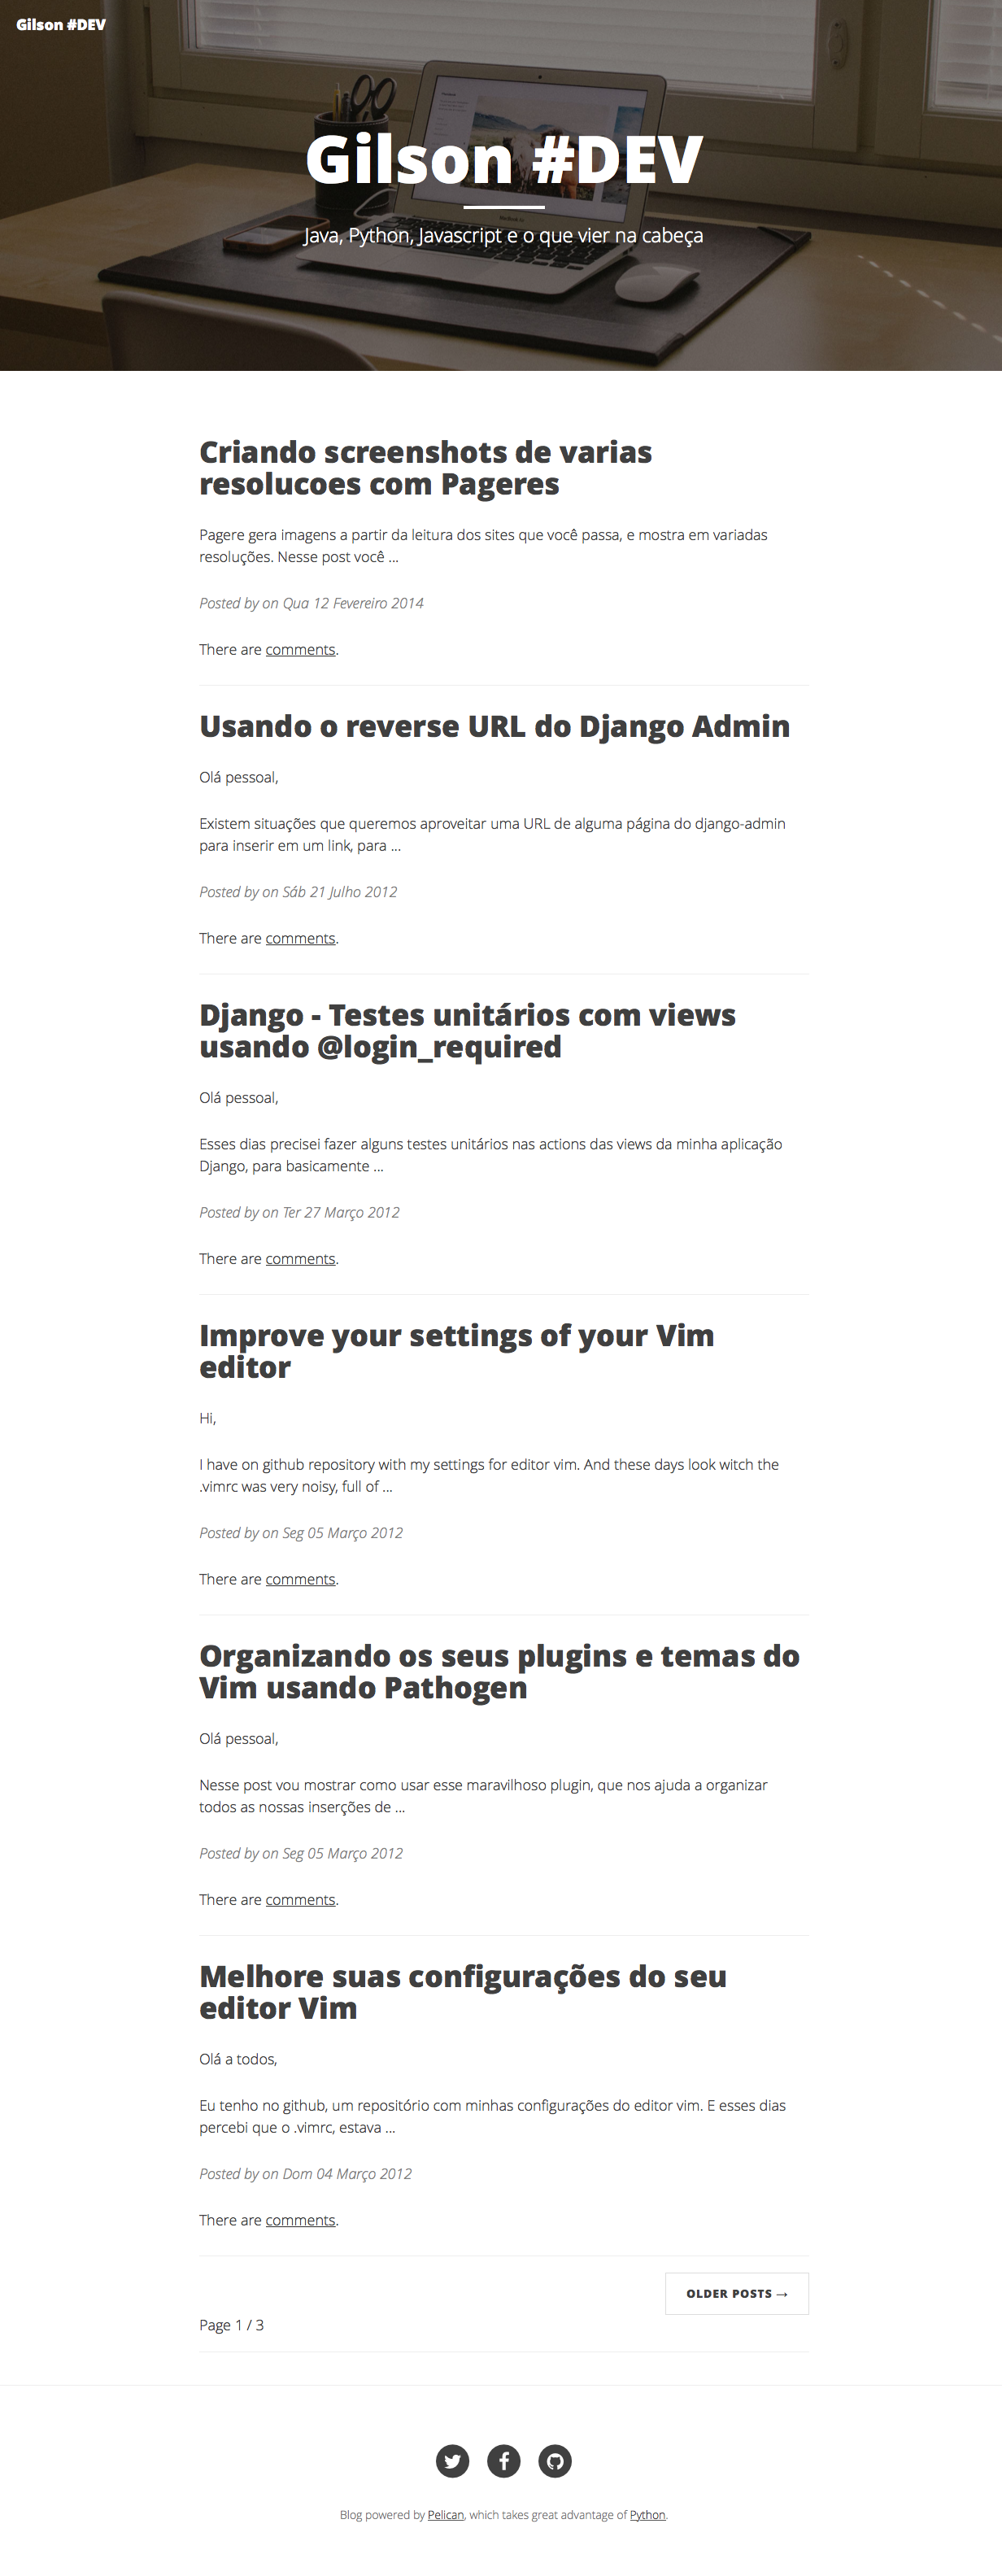 Gilson #DEV
Gilson #DEV
Java, Python, Javascript e o que vier na cabeça
Criando screenshots de varias
resolucoes com Pageres
Pagere gera imagens a partir da leitura dos sites que você passa, e mostra em variadas
resoluções. Nesse post você ...
Posted by on Qua 12 Fevereiro 2014
There are comments.
Usando o reverse URL do Django Admin
Olá pessoal,
Existem situações que queremos aproveitar uma URL de alguma página do django-admin
para inserir em um link, para ...
Posted by on Sáb 21 Julho 2012
There are comments.
Django - Testes unitários com views
usando @login_required
Olá pessoal,
Esses dias precisei fazer alguns testes unitários nas actions das views da minha aplicação
Django, para basicamente ...
Posted by on Ter 27 Março 2012
There are comments.
Improve your settings of your Vim
editor
Hi,
I have on github repository with my settings for editor vim. And these days look witch the
.vimrc was very noisy, full of ...
Posted by on Seg 05 Março 2012
There are comments.
Organizando os seus plugins e temas do
Vim usando Pathogen
Olá pessoal,
Nesse post vou mostrar como usar esse maravilhoso plugin, que nos ajuda a organizar
todos as nossas inserções de ...
Posted by on Seg 05 Março 2012
There are comments.
Melhore suas configurações do seu
editor Vim
Olá a todos,
Eu tenho no github, um repositório com minhas configurações do editor vim. E esses dias
percebi que o .vimrc, estava ...
Posted by on Dom 04 Março 2012
There are comments.
OLDER POSTS →
Page 1 / 3
Blog powered by Pelican, which takes great advantage of Python.